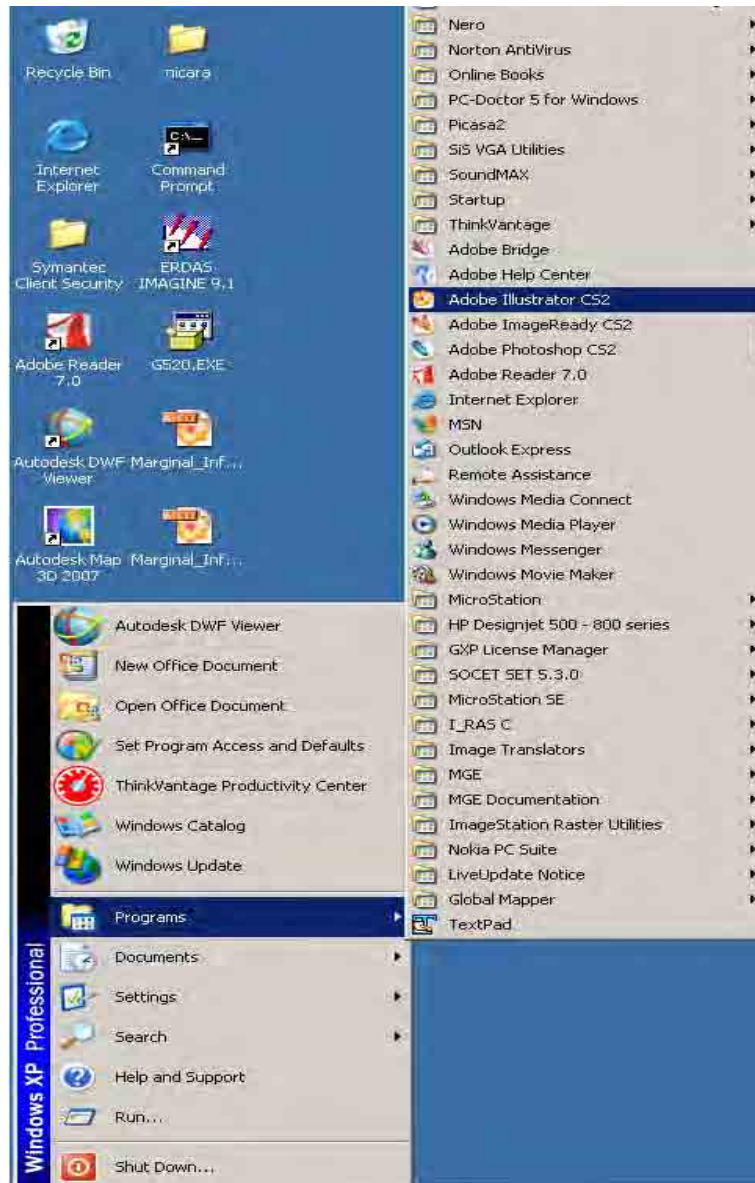 Recycle Bin
nicara
Internet Explorer
Command Prompt
Symantec Client Security
ERDAS IMAGINE 9.1
Adobe Reader 7.0
G520.EXE
Autodesk DWF Viewer
Marginal_Inf...
Autodesk Map 3D 2007
Marginal_Inf...
Autodesk DWF Viewer
New Office Document
Open Office Document
Set Program Access and Defaults
ThinkVantage Productivity Center
Windows Catalog
Windows Update
Programs
Documents
Settings
Search
Help and Support
Run...
Shut Down...
Windows XP Professional
Nero
Norton AntiVirus
Online Books
PC-Doctor 5 for Windows
Picasa2
SiS VGA Utilities
SoundMAX
Startup
ThinkVantage
Adobe Bridge
Adobe Help Center
Adobe Illustrator CS2
Adobe ImageReady CS2
Adobe Photoshop CS2
Adobe Reader 7.0
Internet Explorer
MSN
Outlook Express
Remote Assistance
Windows Media Connect
Windows Media Player
Windows Messenger
Windows Movie Maker
MicroStation
HP Designjet 500 - 800 series
GXP License Manager
SOCET SET 5.3.0
MicroStation SE
I_RAS C
Image Translators
MGE
MGE Documentation
ImageStation Raster Utilities
Nokia PC Suite
LiveUpdate Notice
Global Mapper
TextPad